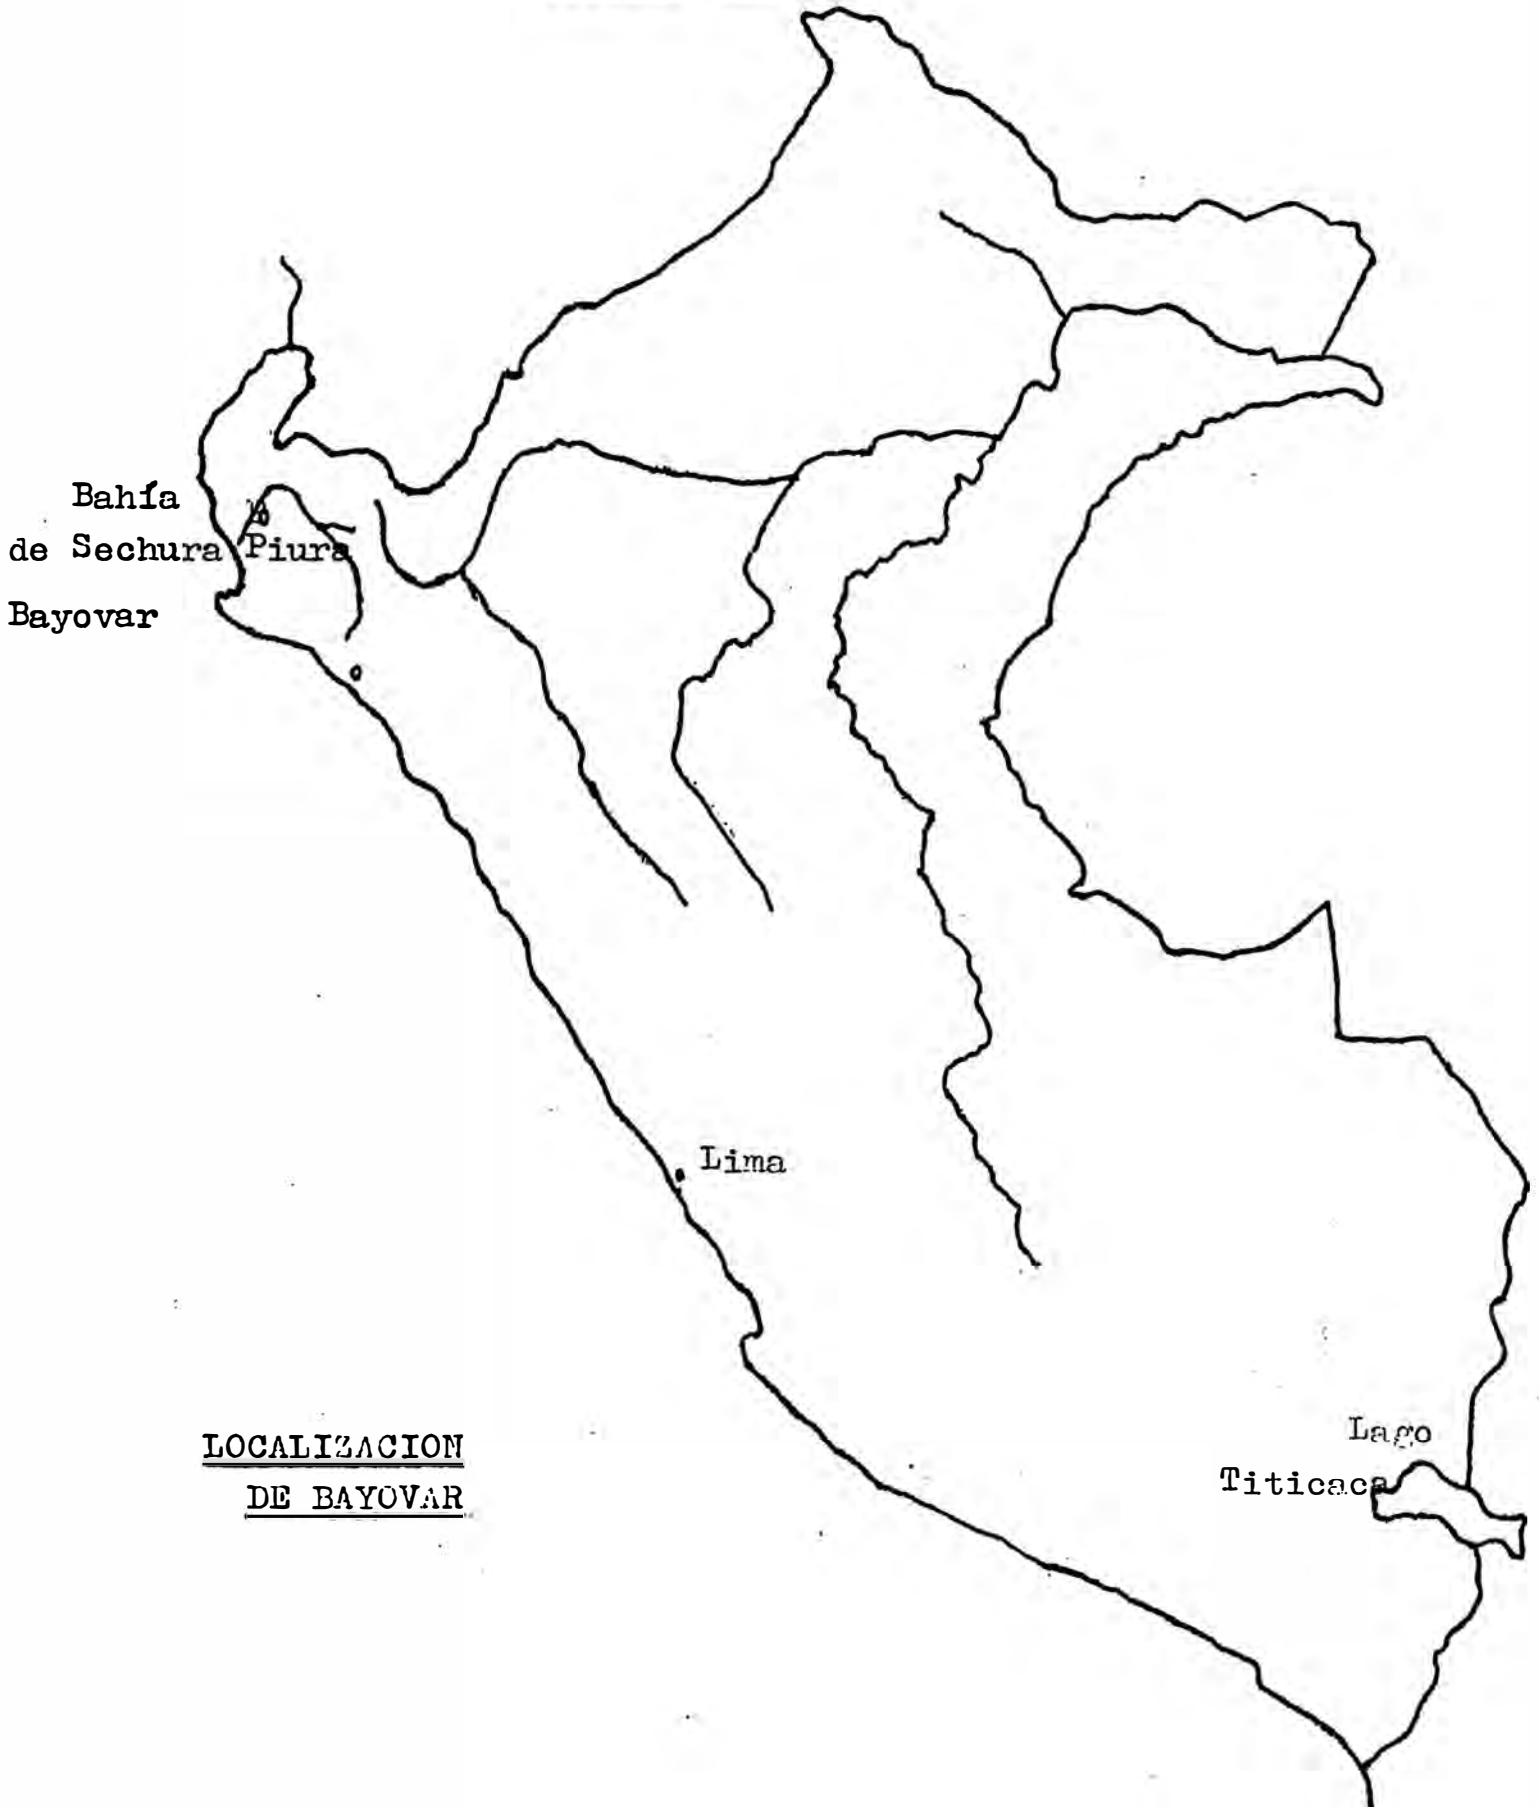 Bahía
de Sechura
Piura
Bayovar
Lima
Lago
Titicaca
LOCALIZACION
DE BAYOVAR